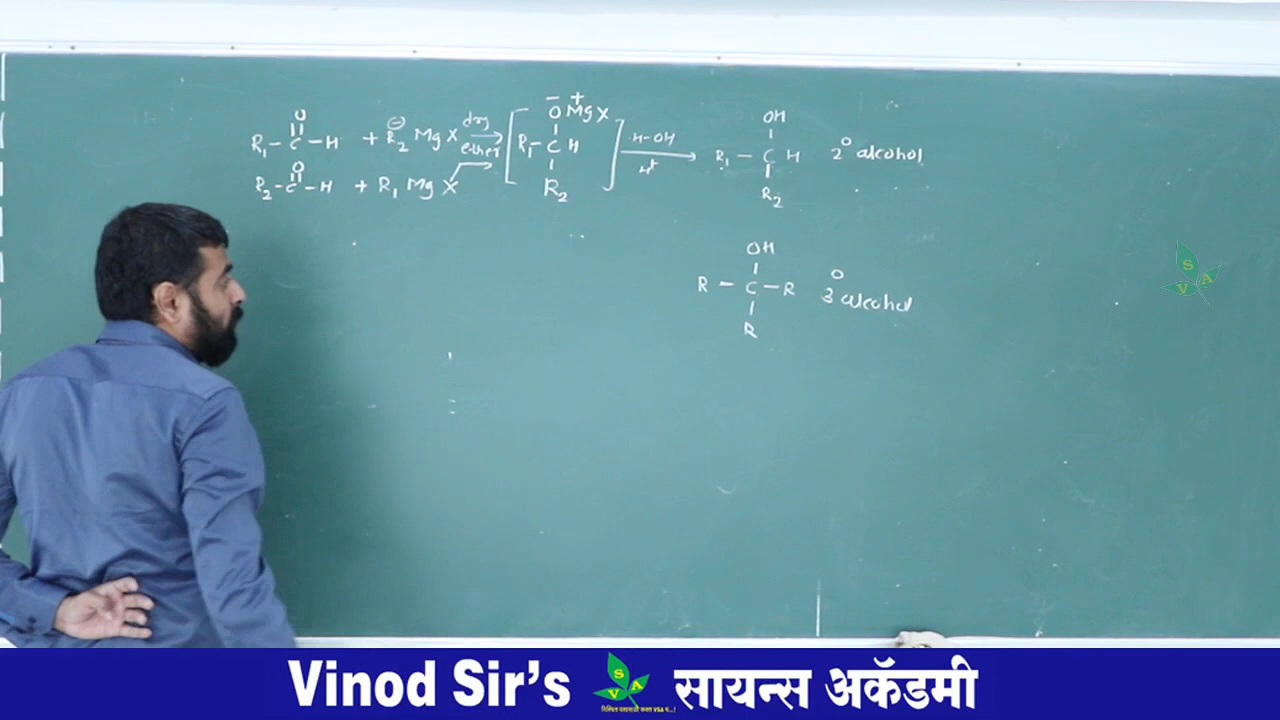 O O⁻ ⁺MgX OH
R₁-C-H + R₂⊖ MgX dry ether [R₁-C H] H-OH H⁺ R₁-C H 2° alcohol
R₂ R₂
O
R₂-C-H + R₁ MgX
OH
R-C-R 3° alcohol
R
S
V A
Vinod Sir's S V A सायन्स अकॅडमी